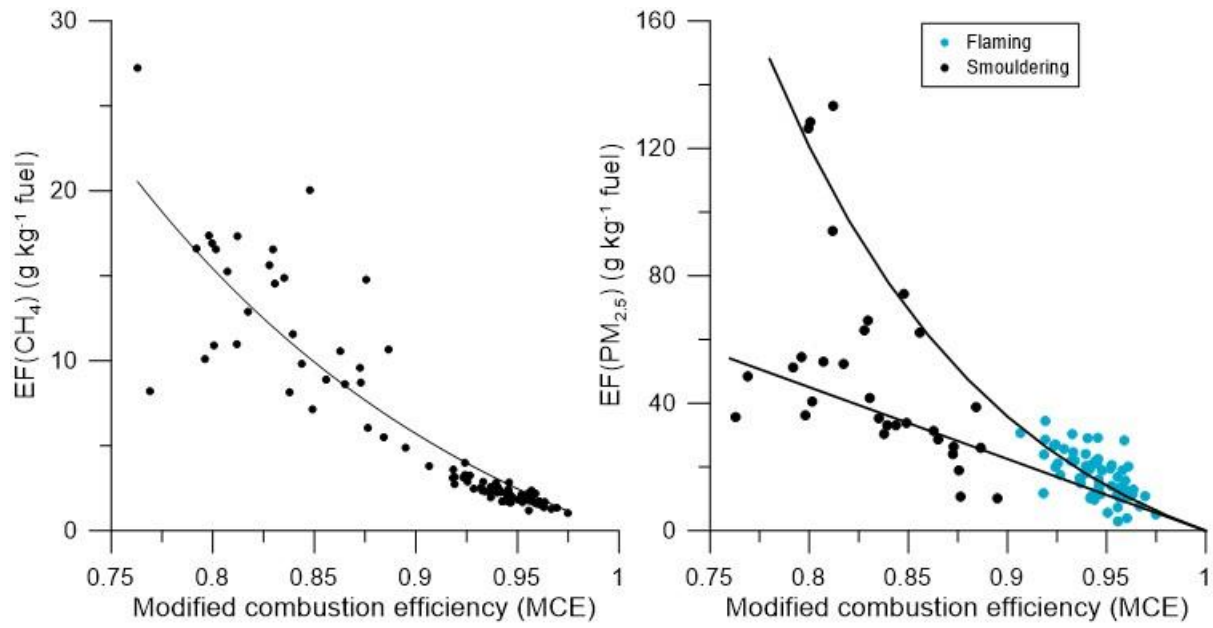 30
20
10
0
EF(CH₄) (g kg⁻¹ fuel)
0.75 0.8 0.85 0.9 0.95 1
Modified combustion efficiency (MCE)
160
120
80
40
0
EF(PM₂.₅) (g kg⁻¹ fuel)
Flaming
Smouldering
0.75 0.8 0.85 0.9 0.95 1
Modified combustion efficiency (MCE)